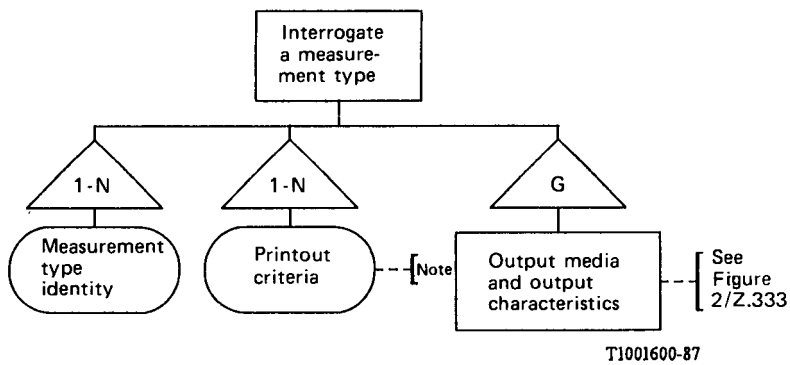 Interrogate
a measure-
ment type
1-N
1-N
G
Measurement
type
identity
Printout
criteria
Note
Output media
and output
characteristics
See
Figure
2/Z.333
T1001600-87